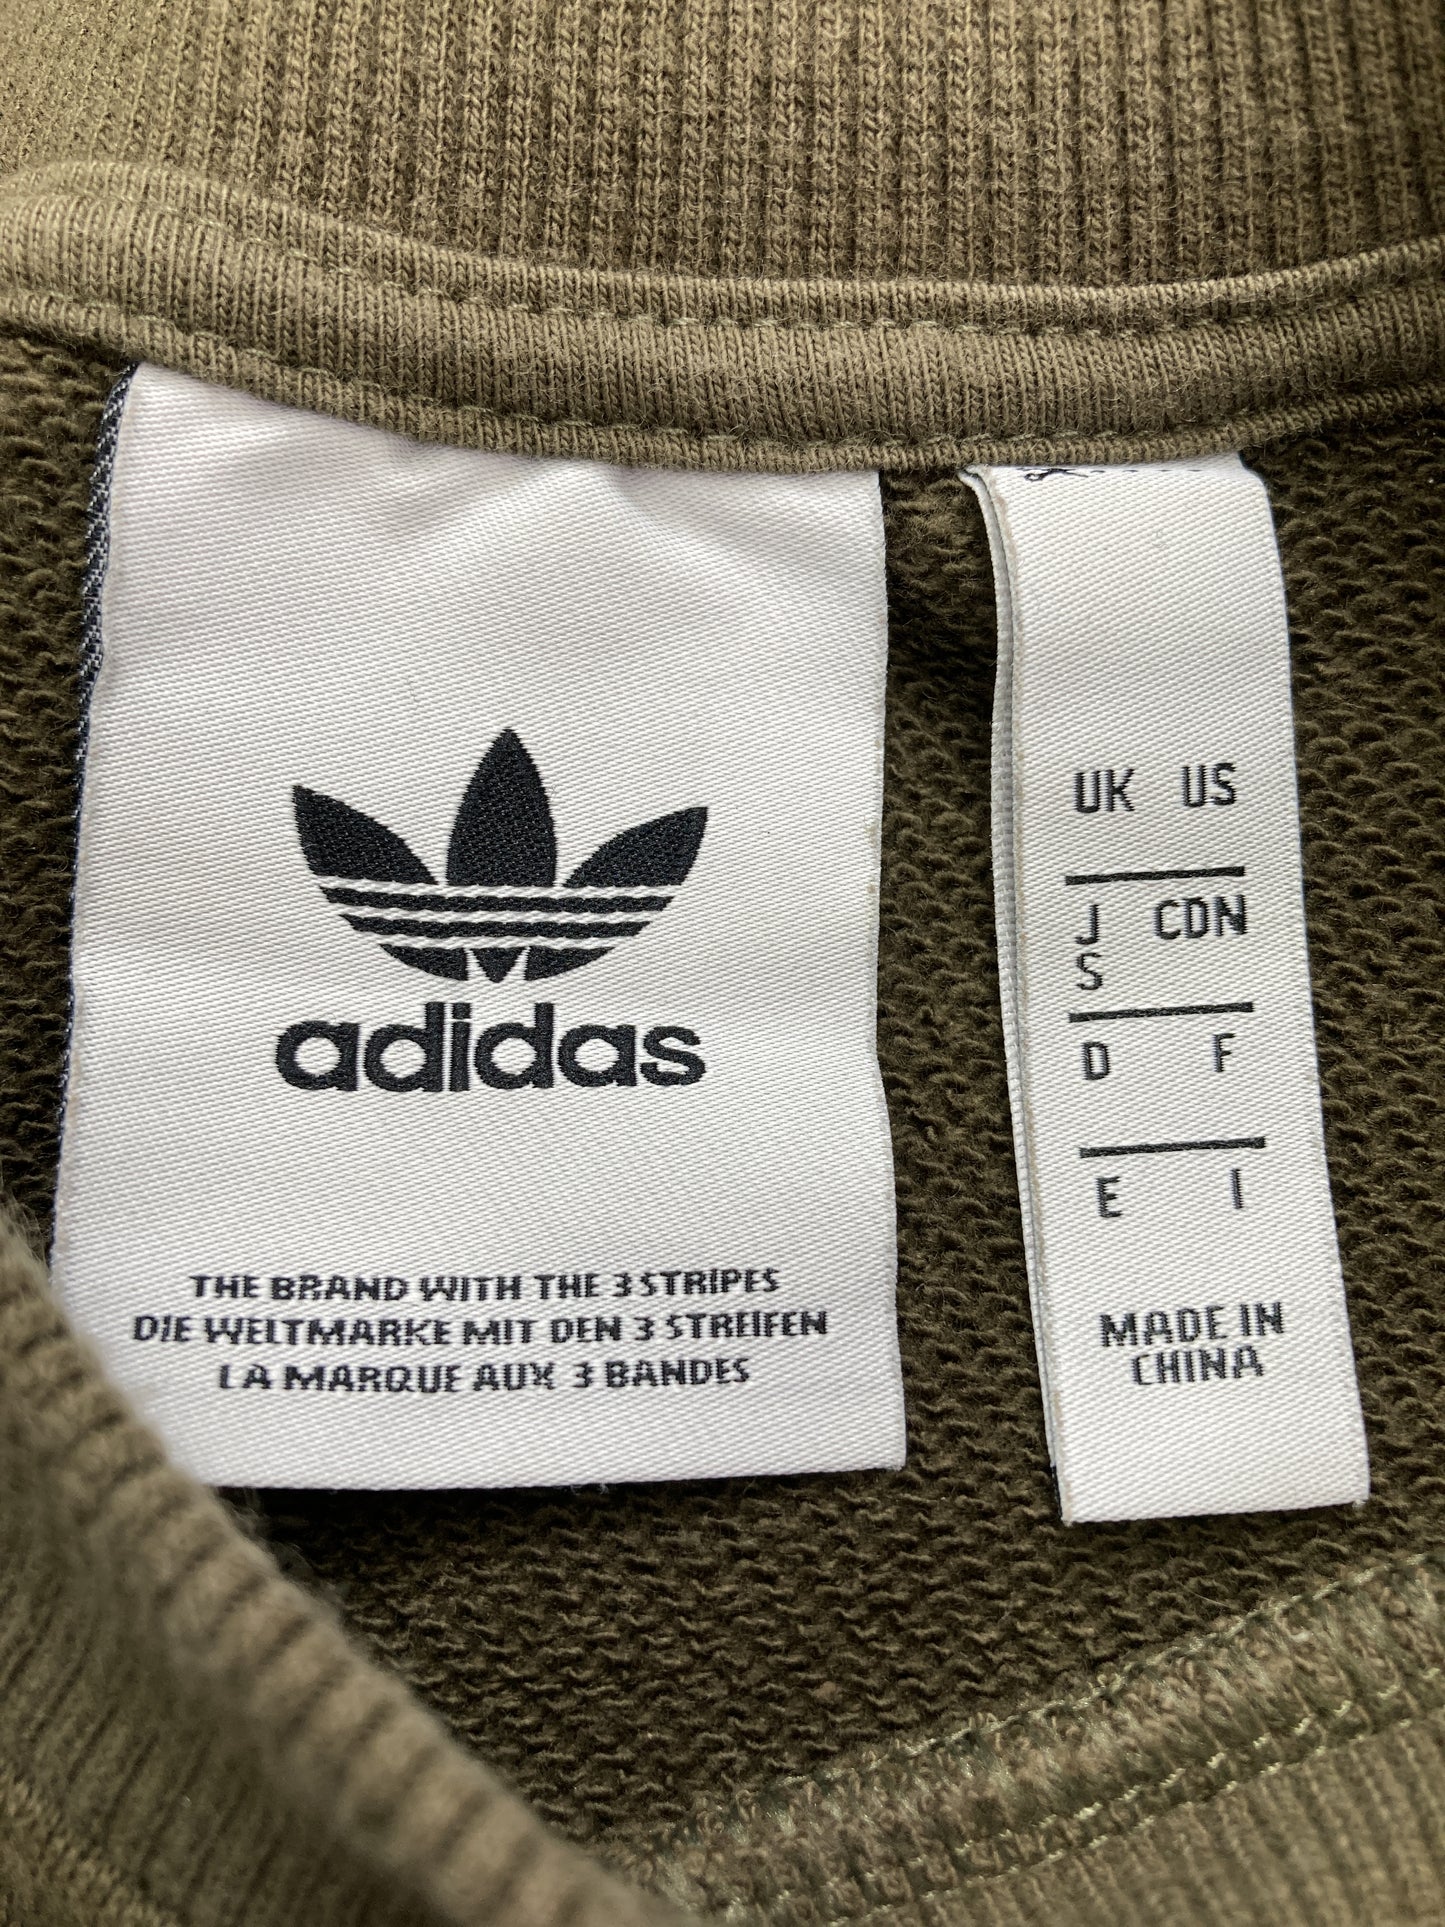 adidas
THE BRAND WITH THE 3 STRIPES
DIE WELTMARKE MIT DEN 3 STREIFEN
LA MARQUE AUX 3 BANDES
UK US
J CDN
S
D F
E I
MADE IN
CHINA